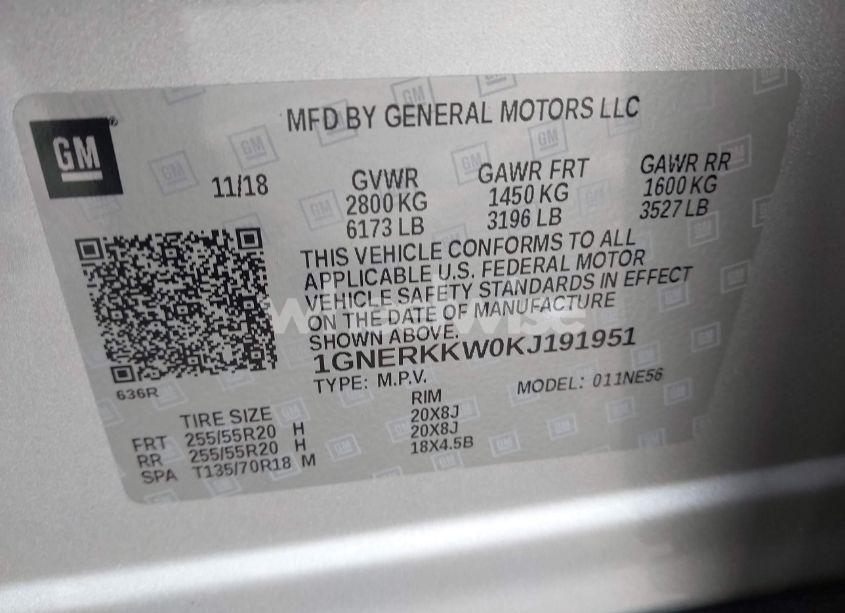 MFD BY GENERAL MOTORS LLC
GM
11/18
GVWR
2800 KG
6173 LB
GAWR FRT
1450 KG
3196 LB
GAWR RR
1600 KG
3527 LB
THIS VEHICLE CONFORMS TO ALL
APPLICABLE U.S. FEDERAL MOTOR
VEHICLE SAFETY STANDARDS IN EFFECT
ON THE DATE OF MANUFACTURE
SHOWN ABOVE.
1GNERKKW0KJ191951
TYPE: M.P.V.
MODEL: 011NE56
636R
TIRE SIZE RIM
FRT 255/55R20 H 20X8J
RR 255/55R20 H 20X8J
SPA T135/70R18 M 18X4.5B